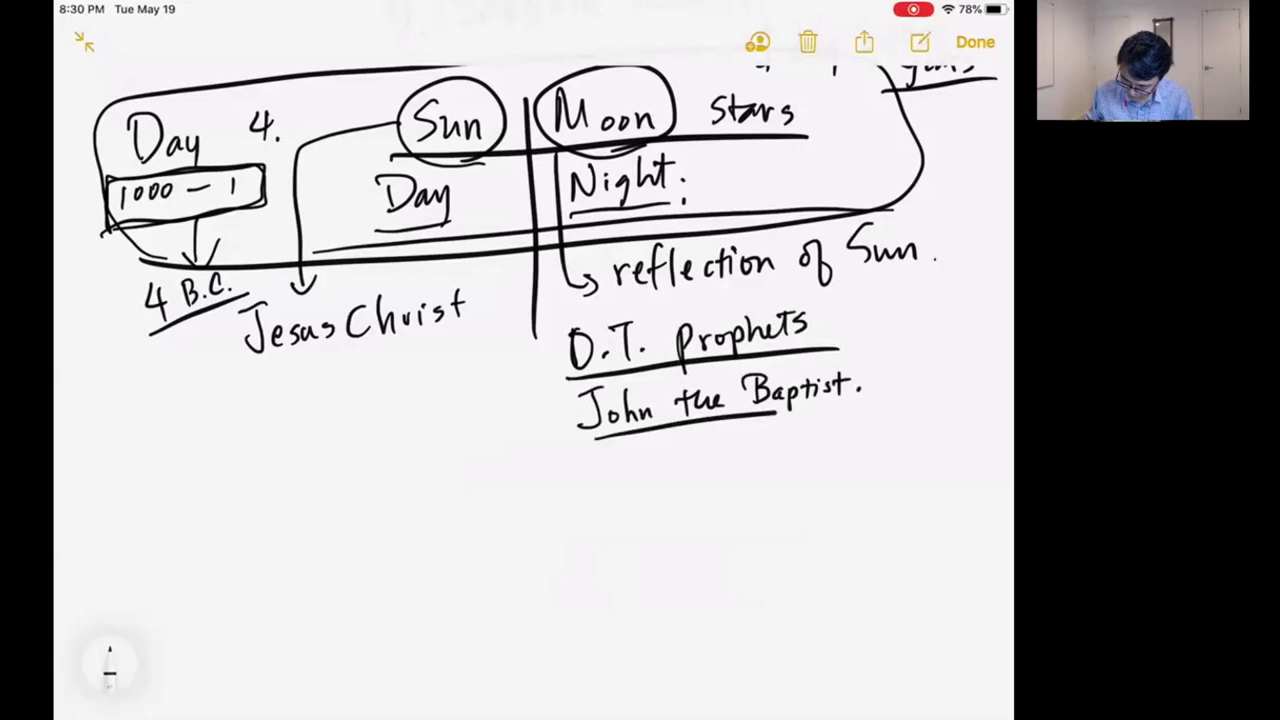 8:30 PM Tue May 19 78%
Done
Day 4. Sun Moon stars
1000 - 1 Day Night:
reflection of Sun.
4 B.C. Jesas Christ
O.T. prophets
John the Baptist.